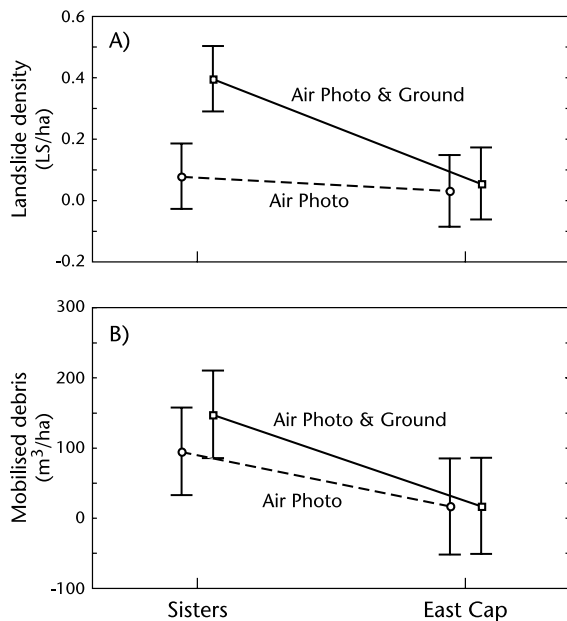 A)
Landslide density
(LS/ha)
0.6
0.4
0.2
0.0
-0.2
Air Photo & Ground
Air Photo
B)
Mobilised debris
(m³/ha)
300
200
100
0
-100
Air Photo & Ground
Air Photo
Sisters
East Cap